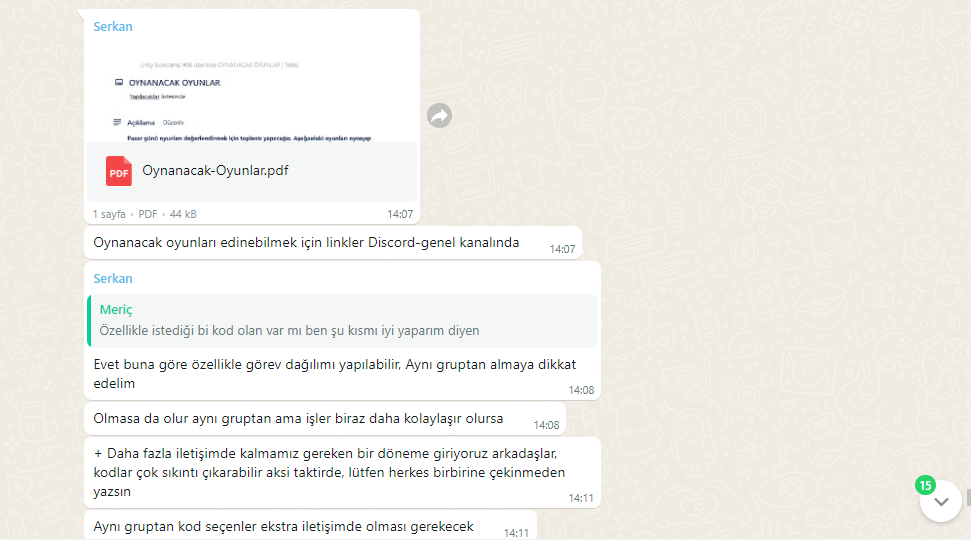 Serkan
Unity Bootcamp #66 üzerinde OYNANACAK OYUNLAR | Trello
OYNANACAK OYUNLAR
Yapılacaklar listesinde
Açıklama Düzenle
Pazar günü oyunları değerlendirmek için toplantı yapacağız. Aşağıdaki oyunları oynayıp
PDF
Oynanacak-Oyunlar.pdf
1 sayfa • PDF • 44 kB
14:07
Oynanacak oyunları edinebilmek için linkler Discord-genel kanalında
14:07
Serkan
Meriç
Özellikle istediği bi kod olan var mı ben şu kısmı iyi yaparım diyen
Evet buna göre özellikle görev dağılımı yapılabilir, Aynı gruptan almaya dikkat
edelim
14:08
Olmasa da olur aynı gruptan ama işler biraz daha kolaylaşır olursa
14:08
+ Daha fazla iletişimde kalmamız gereken bir döneme giriyoruz arkadaşlar,
kodlar çok sıkıntı çıkarabilir aksi taktirde, lütfen herkes birbirine çekinmeden
yazsın
14:11
Aynı gruptan kod seçenler ekstra iletişimde olması gerekecek
14:11
15